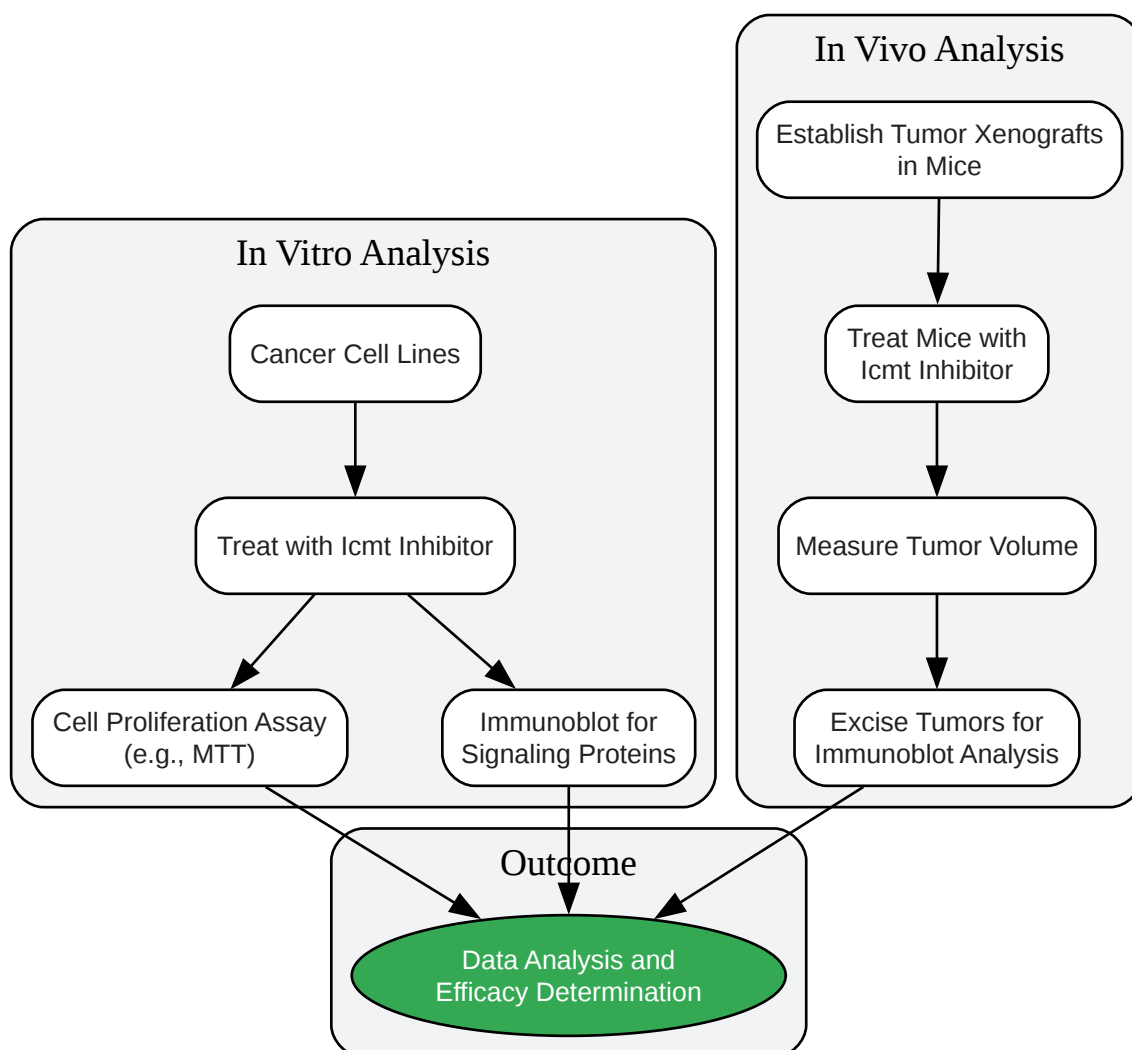 In Vitro Analysis
Cancer Cell Lines
Treat with Icmt Inhibitor
Cell Proliferation Assay
(e.g., MTT)
Immunoblot for
Signaling Proteins
In Vivo Analysis
Establish Tumor Xenografts
in Mice
Treat Mice with
Icmt Inhibitor
Measure Tumor Volume
Excise Tumors for
Immunoblot Analysis
Outcome
Data Analysis and
Efficacy Determination